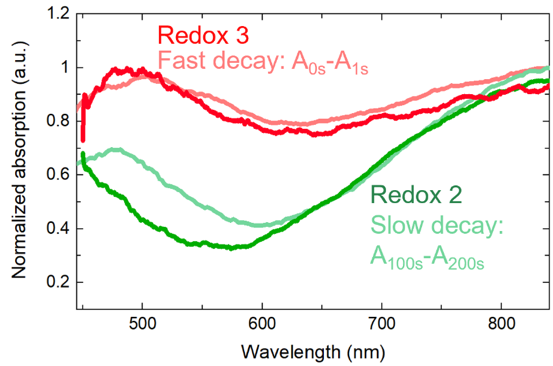 1.2
1
0.8
0.6
0.4
0.2
Normalized absorption (a.u.)
Redox 3
Fast decay: A0s-A1s
Redox 2
Slow decay:
A100s-A200s
500
600
700
800
Wavelength (nm)